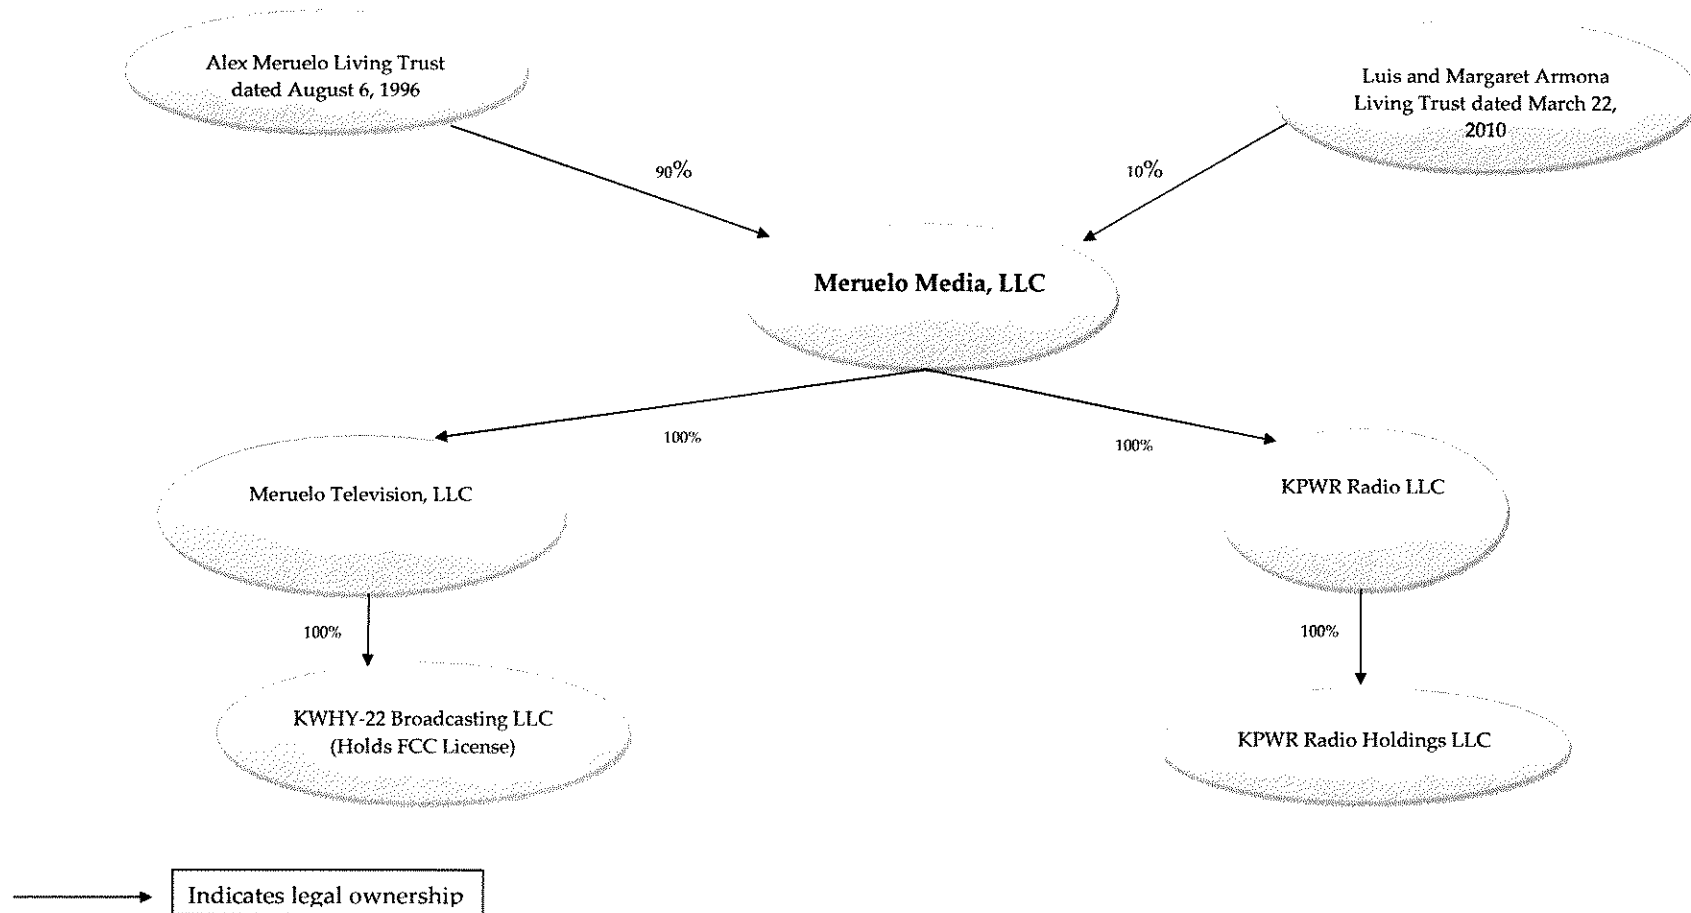 Alex Meruelo Living Trust
dated August 6, 1996
Luis and Margaret Armona
Living Trust dated March 22,
2010
90%
10%
Meruelo Media, LLC
100%
100%
Meruelo Television, LLC
KPWR Radio LLC
100%
100%
KWHY-22 Broadcasting LLC
(Holds FCC License)
KPWR Radio Holdings LLC
Indicates legal ownership